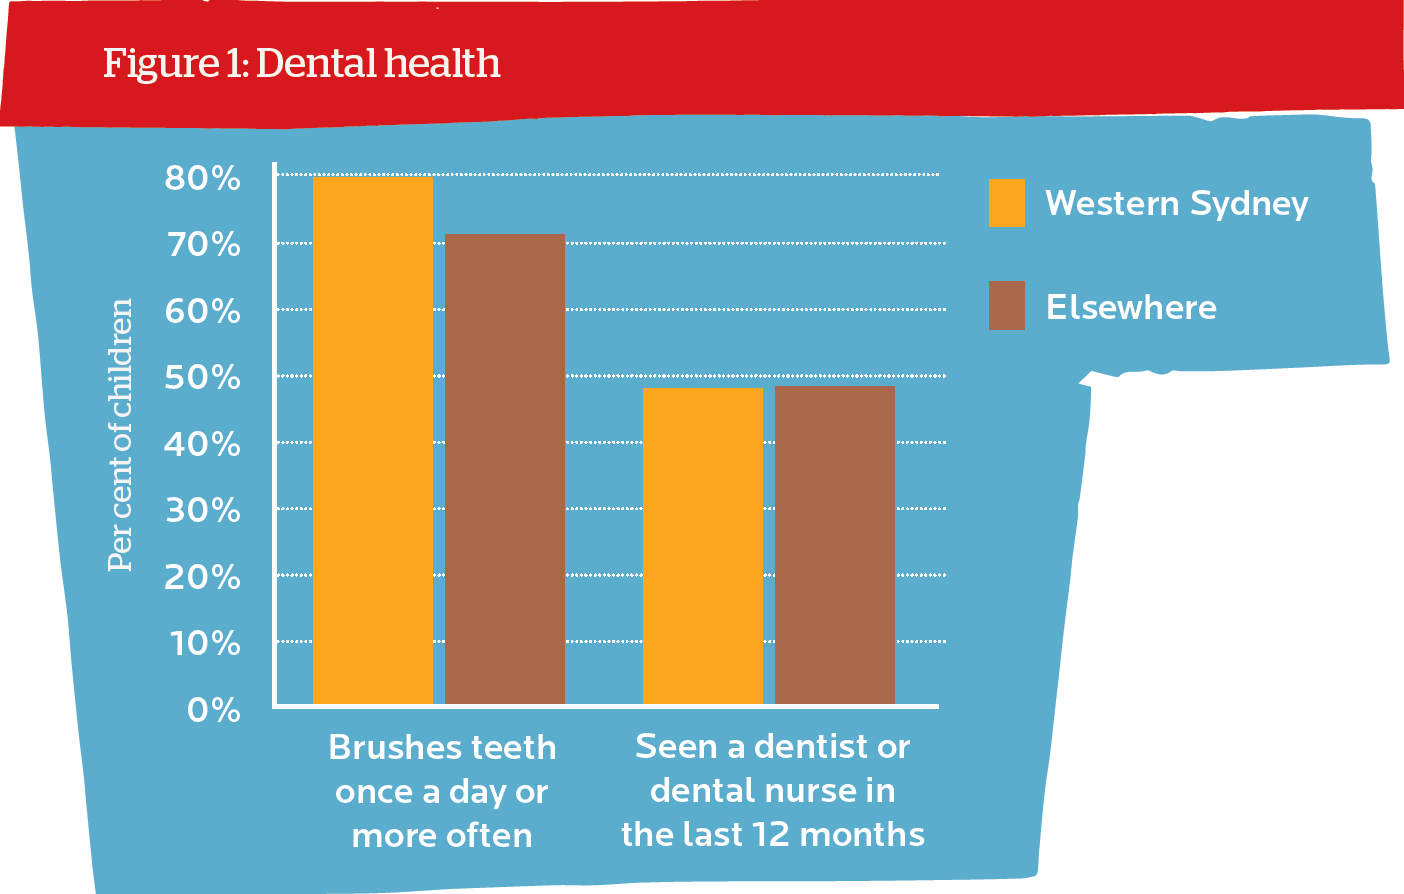 Figure 1: Dental health
80%
70%
60%
50%
40%
30%
20%
10%
0%
Per cent of children
Western Sydney
Elsewhere
Brushes teeth
once a day or
more often
Seen a dentist or
dental nurse in
the last 12 months